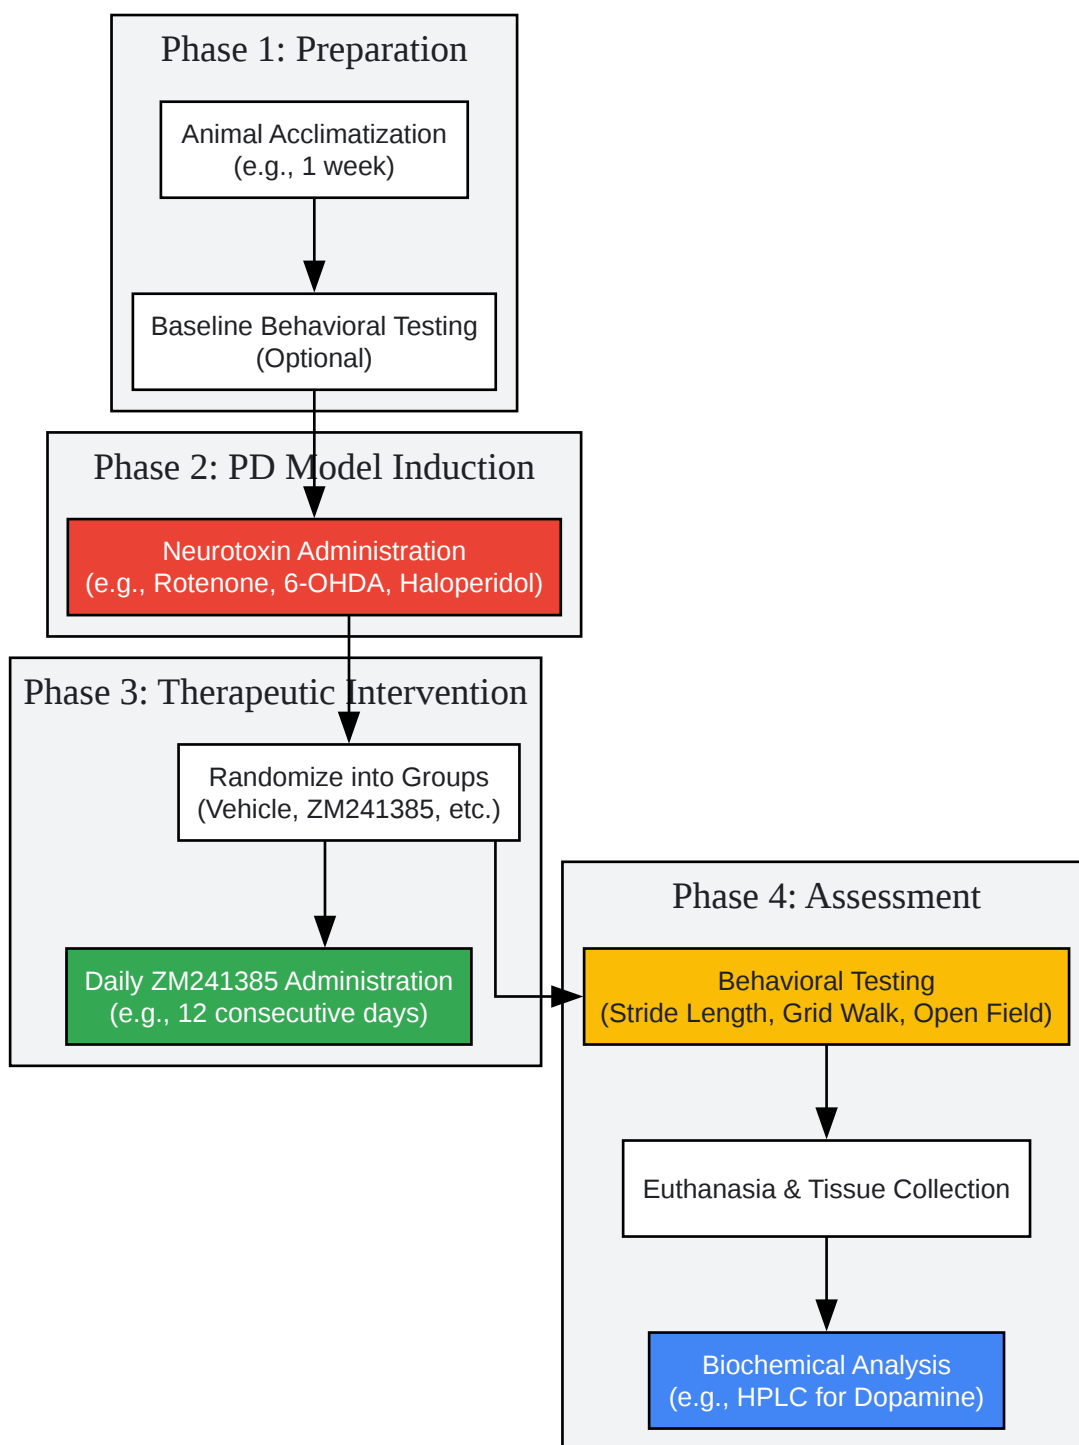 Phase 1: Preparation
Animal Acclimatization
(e.g., 1 week)
Baseline Behavioral Testing
(Optional)
Phase 2: PD Model Induction
Neurotoxin Administration
(e.g., Rotenone, 6-OHDA, Haloperidol)
Phase 3: Therapeutic Intervention
Randomize into Groups
(Vehicle, ZM241385, etc.)
Daily ZM241385 Administration
(e.g., 12 consecutive days)
Phase 4: Assessment
Behavioral Testing
(Stride Length, Grid Walk, Open Field)
Euthanasia & Tissue Collection
Biochemical Analysis
(e.g., HPLC for Dopamine)